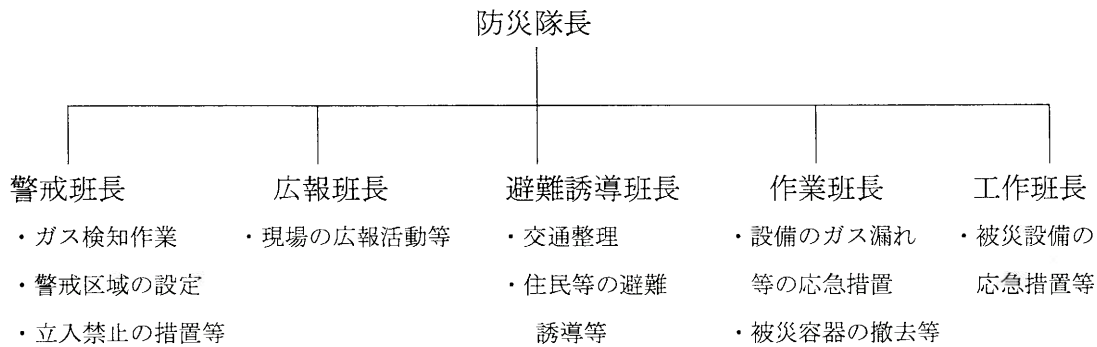 防災隊長
警戒班長
・ガス検知作業
・警戒区域の設定
・立入禁止の措置等
広報班長
・現場の広報活動等
避難誘導班長
・交通整理
・住民等の避難
誘導等
作業班長
・設備のガス漏れ
等の応急措置
・被災容器の撤去等
工作班長
・被災設備の
応急措置等